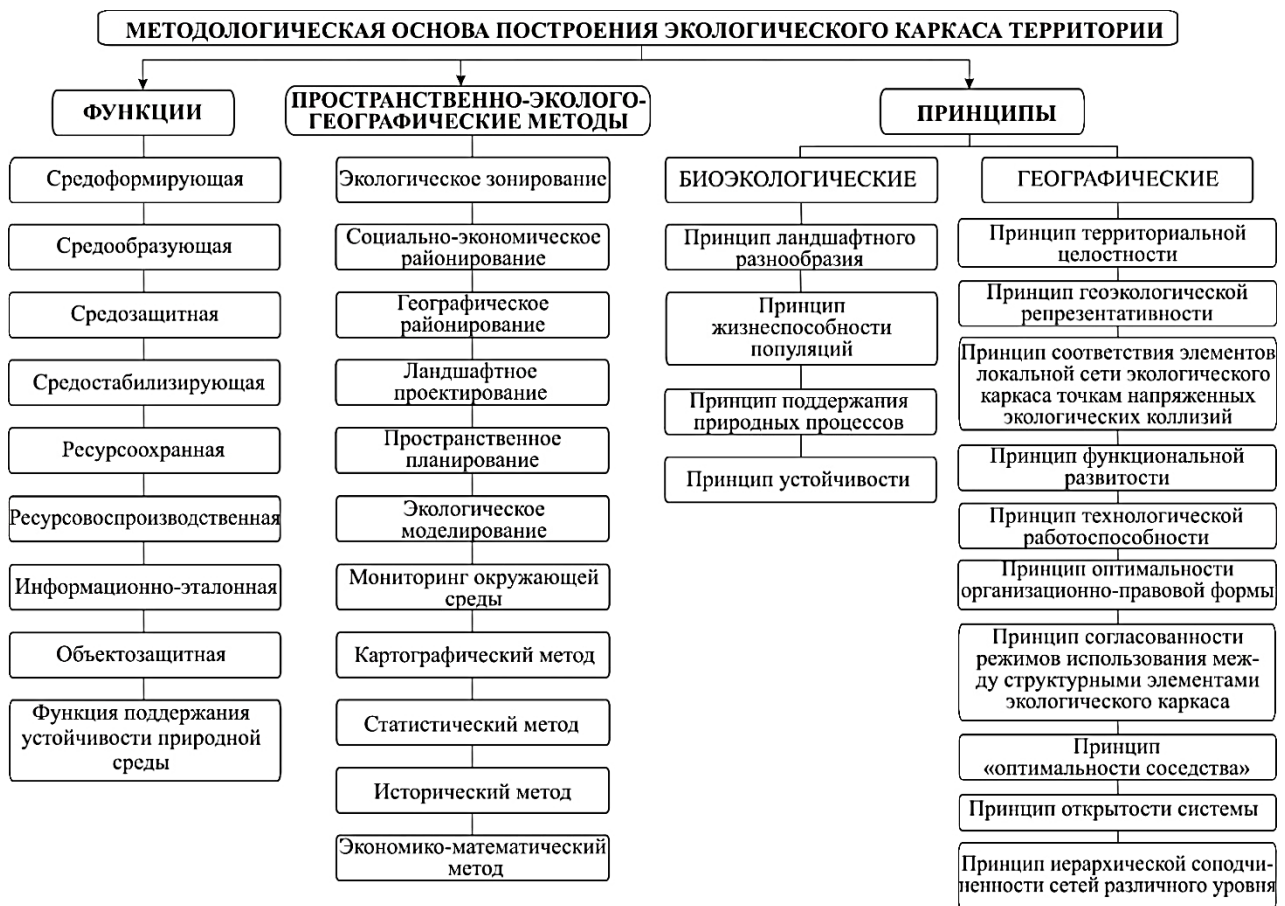 МЕТОДОЛОГИЧЕСКАЯ ОСНОВА ПОСТРОЕНИЯ ЭКОЛОГИЧЕСКОГО КАРКАСА ТЕРРИТОРИИ
ФУНКЦИИ
Средоформирующая
Средообразующая
Средозащитная
Средостабилизирующая
Ресурсоохранная
Ресурсовоспроизводственная
Информационно-эталонная
Объектозащитная
Функция поддержания
устойчивости природной
среды
ПРОСТРАНСТВЕННО-ЭКОЛОГО-
ГЕОГРАФИЧЕСКИЕ МЕТОДЫ
Экологическое зонирование
Социально-экономическое
районирование
Географическое
районирование
Ландшафтное
проектирование
Пространственное
планирование
Экологическое
моделирование
Мониторинг окружающей
среды
Картографический метод
Статистический метод
Исторический метод
Экономико-математический
метод
ПРИНЦИПЫ
БИОЭКОЛОГИЧЕСКИЕ
Принцип ландшафтного
разнообразия
Принцип
жизнеспособности
популяций
Принцип поддержания
природных процессов
Принцип устойчивости
ГЕОГРАФИЧЕСКИЕ
Принцип территориальной
целостности
Принцип геоэкологической
репрезентативности
Принцип соответствия элементов
локальной сети экологического
каркаса точкам напряженных
экологических коллизий
Принцип функциональной
развитости
Принцип технологической
работоспособности
Принцип оптимальности
организационно-правовой формы
Принцип согласованности
режимов использования меж-
ду структурными элементами
экологического каркаса
Принцип
«оптимальности соседства»
Принцип открытости системы
Принцип иерархической соподчи-
ненности сетей различного уровня